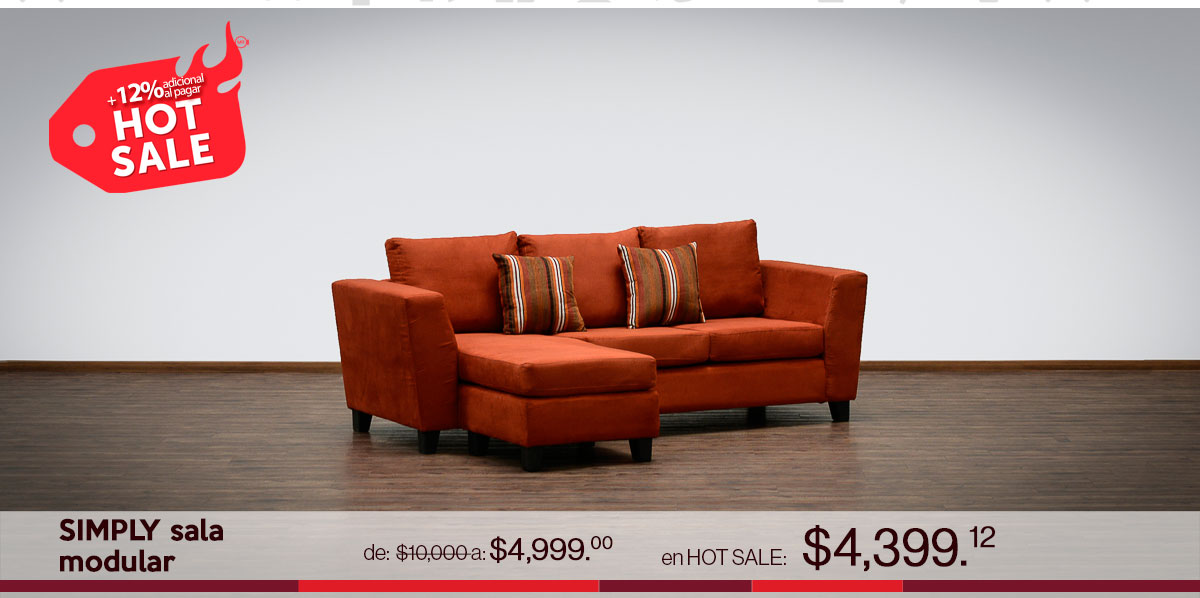 +12% adicional al pagar
HOT
SALE
SIMPLY sala
modular
de: $10,000 a: $4,999.00
en HOT SALE: $4,399.12